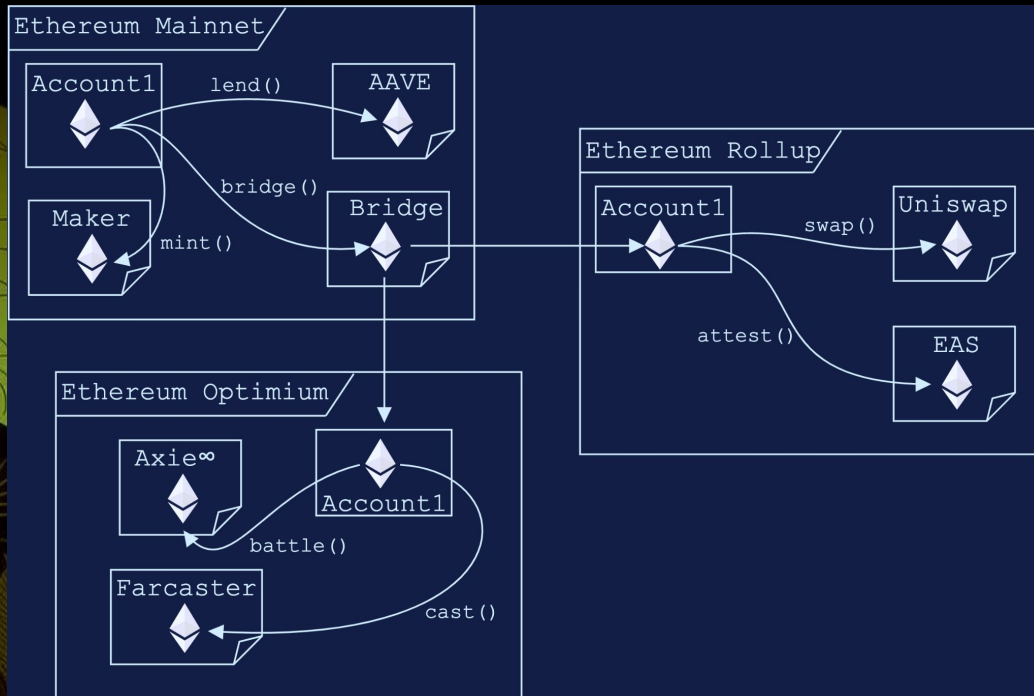 Ethereum Mainnet
Account1
lend()
AAVE
bridge()
Maker
mint()
Bridge
Ethereum Rollup
Account1
swap()
Uniswap
attest()
EAS
Ethereum Optimium
Axie∞
Account1
battle()
Farcaster
cast()